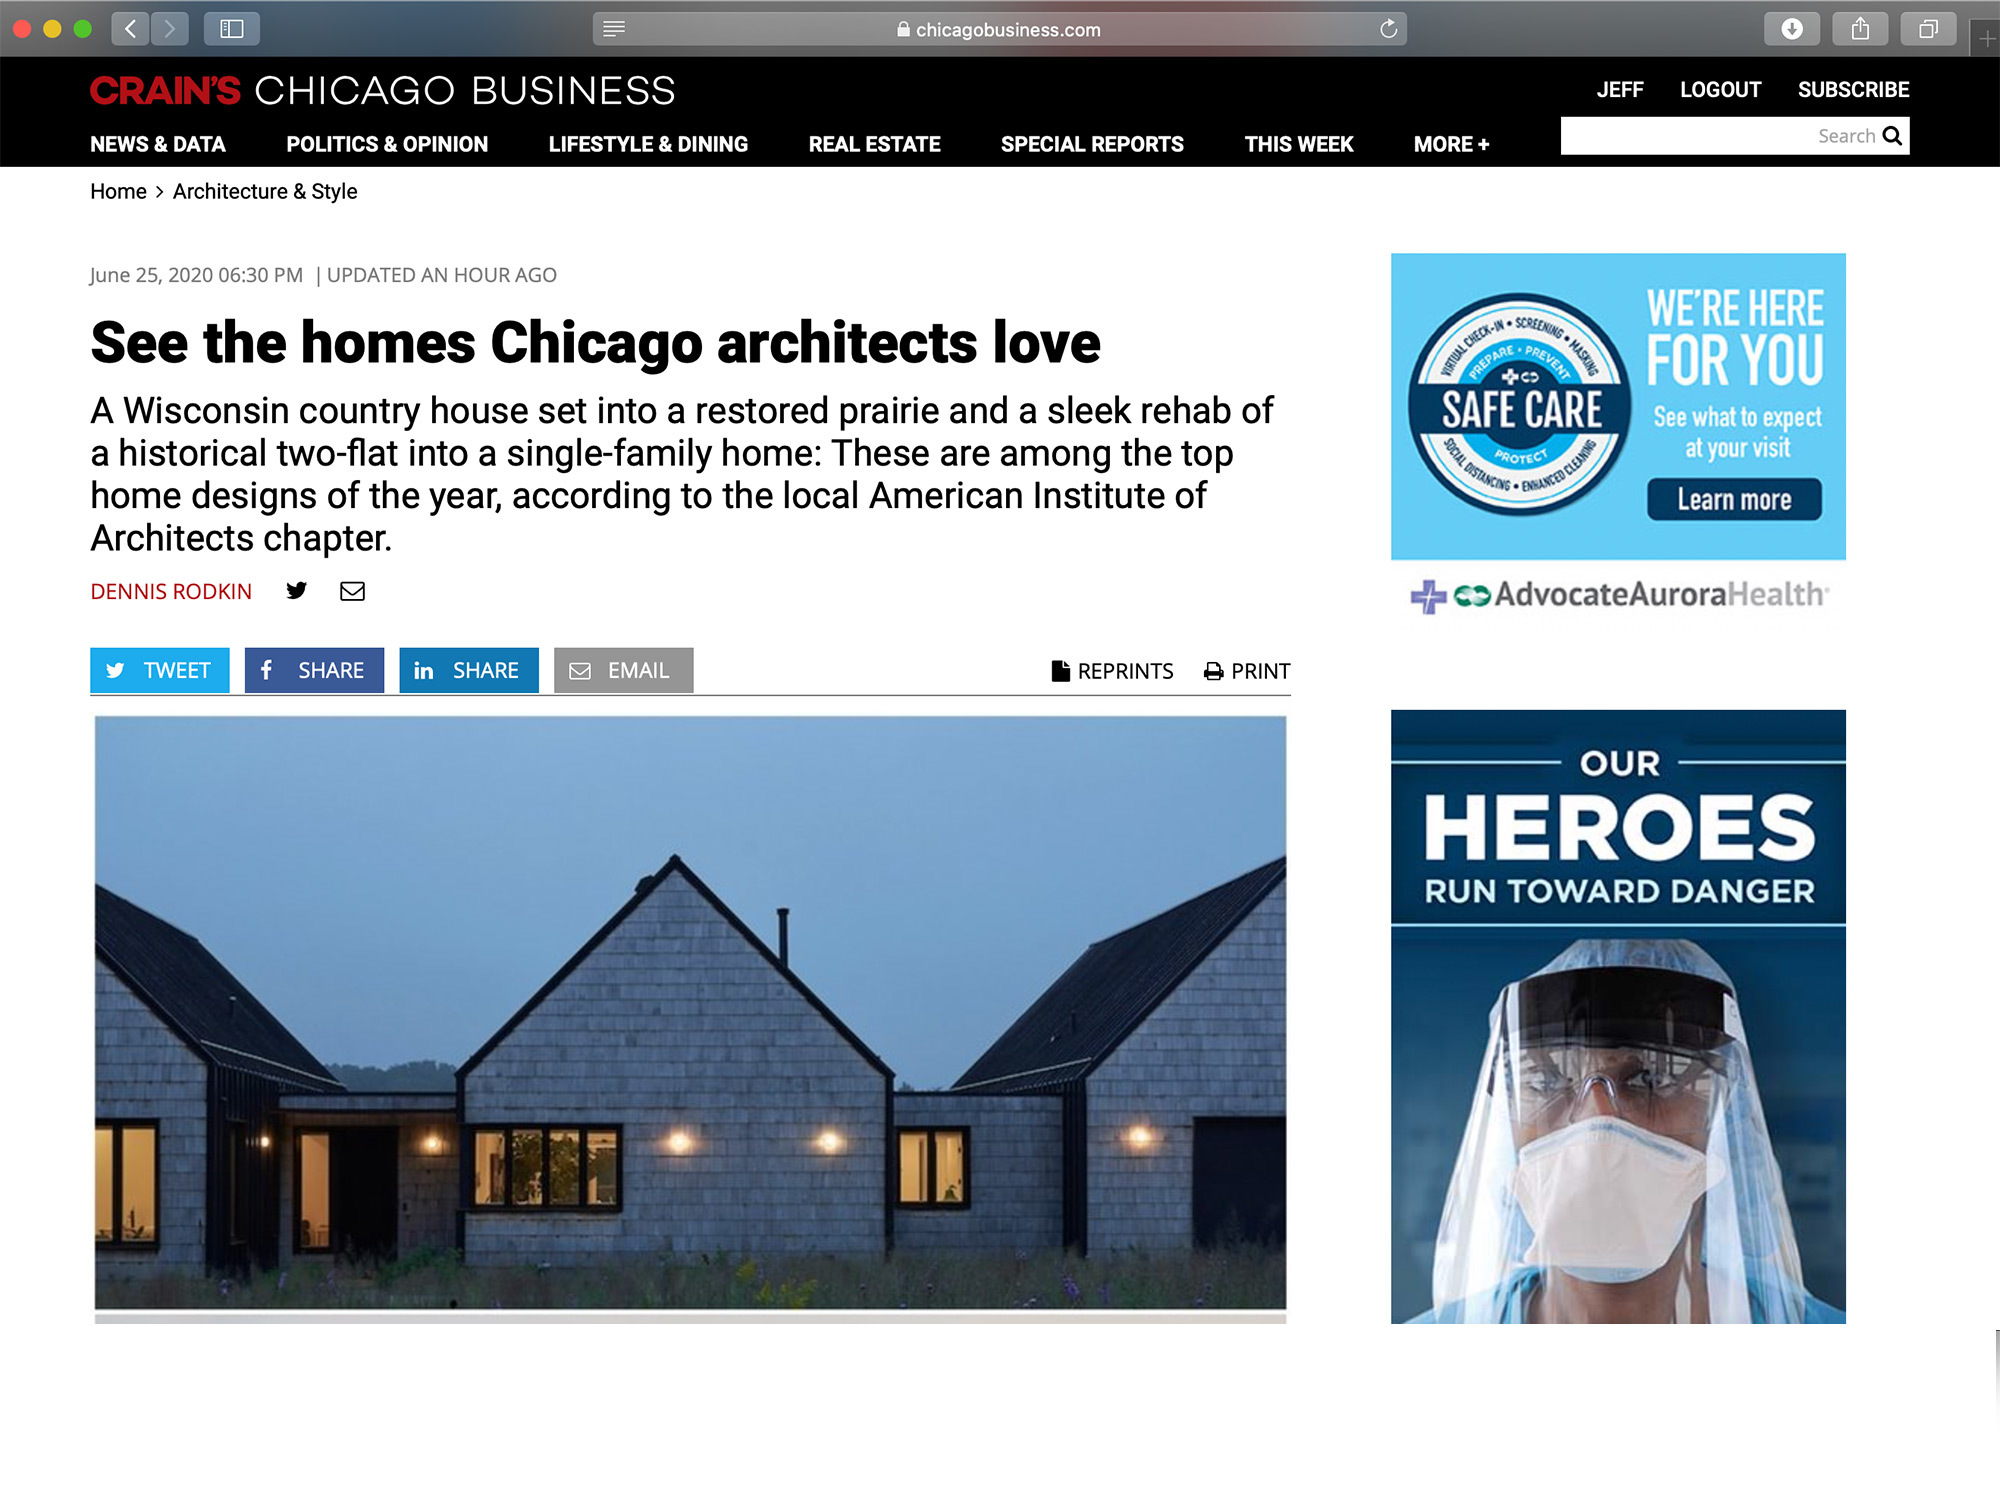 chicagobusiness.com
CRAIN'S CHICAGO BUSINESS
JEFF LOGOUT SUBSCRIBE
NEWS & DATA POLITICS & OPINION LIFESTYLE & DINING REAL ESTATE SPECIAL REPORTS THIS WEEK MORE +
Search
Home > Architecture & Style
June 25, 2020 06:30 PM | UPDATED AN HOUR AGO
See the homes Chicago architects love
A Wisconsin country house set into a restored prairie and a sleek rehab of
a historical two-flat into a single-family home: These are among the top
home designs of the year, according to the local American Institute of
Architects chapter.
DENNIS RODKIN
TWEET SHARE SHARE EMAIL
REPRINTS PRINT
VIRTUAL CHECK-IN • SCREENING • MASKING
PREPARE • PREVENT
SAFE CARE
PROTECT
SOCIAL DISTANCING • ENHANCED CLEANING
WE'RE HERE
FOR YOU
See what to expect
at your visit
Learn more
AdvocateAuroraHealth
OUR
HEROES
RUN TOWARD DANGER